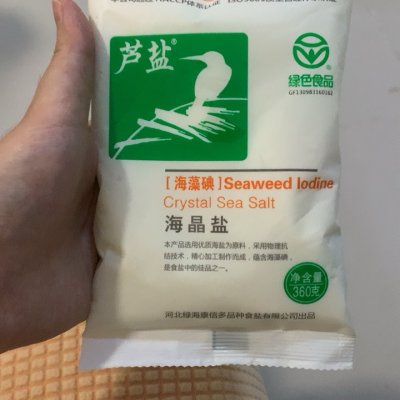 芦盐®
绿色食品
GF130983160162
[海藻碘] Seaweed Iodine
Crystal Sea Salt
海晶盐
本产品选用优质海盐为原料，采用物理抗
结技术，精心加工制作而成，蕴含海藻碘，
是食盐中的佳品之一。
净含量
360克
河北绿海康信多品种食盐有限公司出品